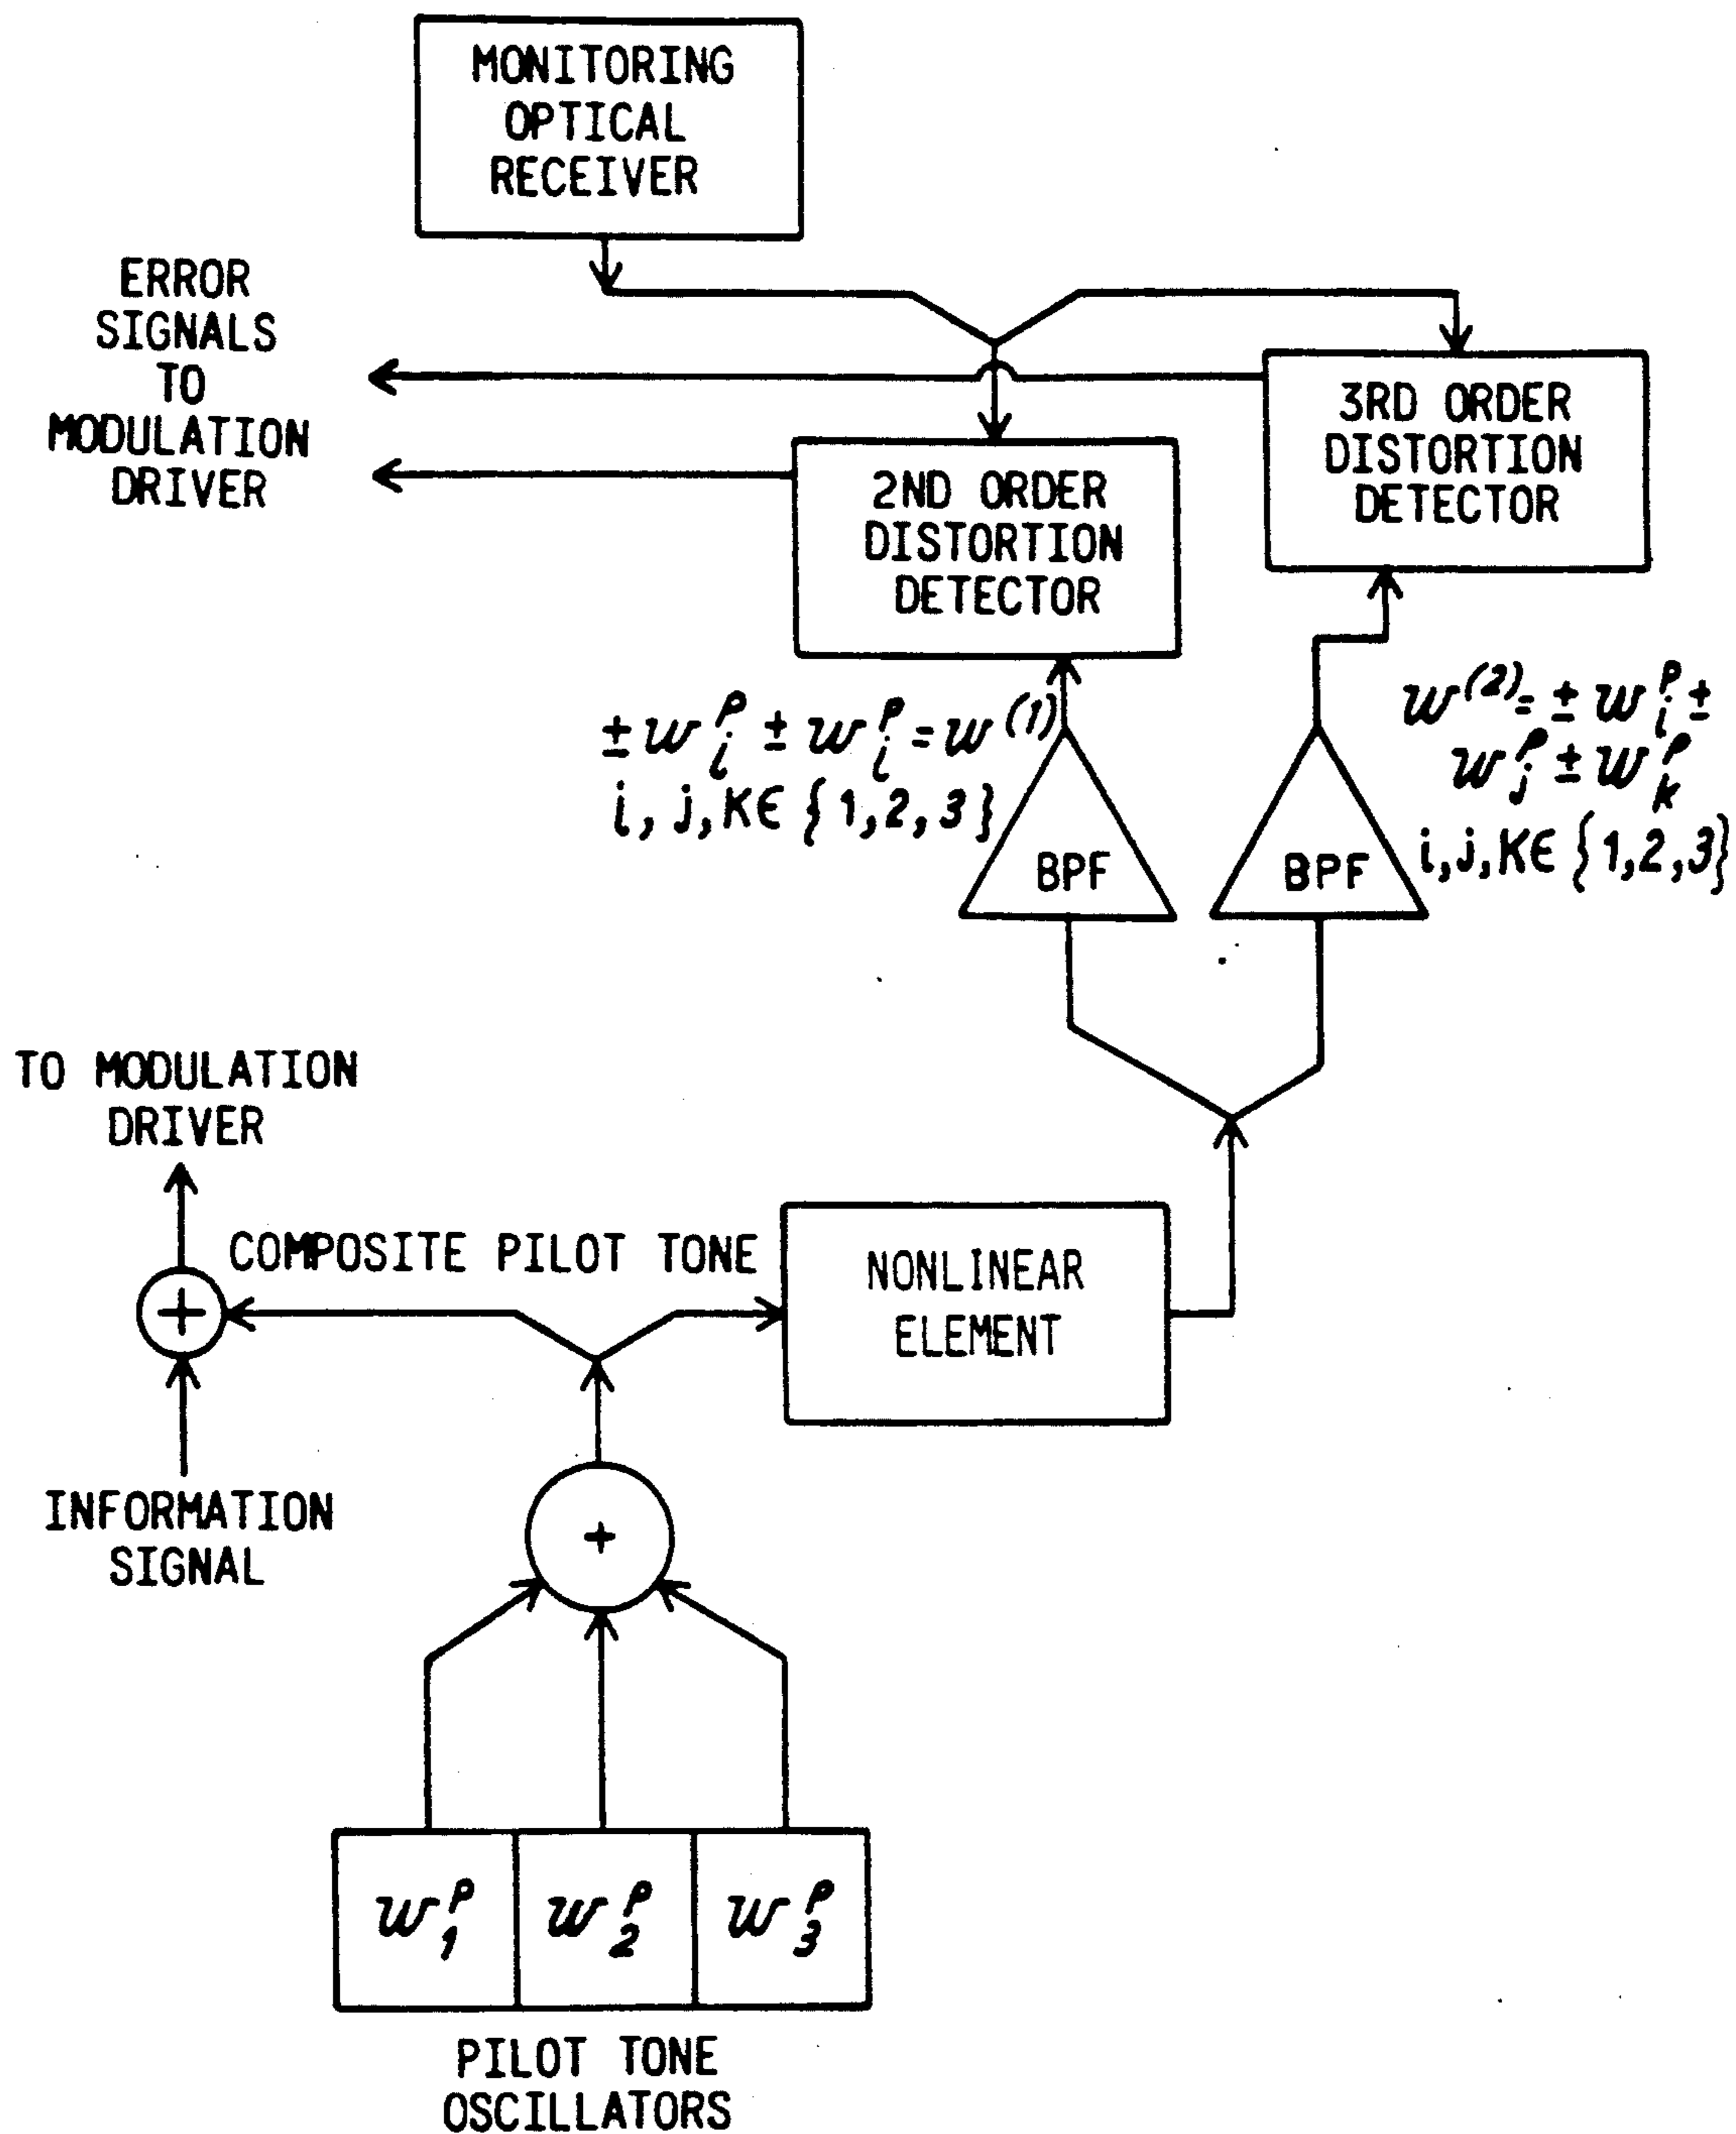 MONITORING
OPTICAL
RECEIVER
ERROR
SIGNALS
TO
MODULATION
DRIVER
3RD ORDER
DISTORTION
DETECTOR
2ND ORDER
DISTORTION
DETECTOR
± w_i^p ± w_i^p = w^(1)
i, j, K ∈ {1, 2, 3}
w^(2) = ± w_i^p ±
w_j^p ± w_k^p
i, j, K ∈ {1, 2, 3}
BPF
BPF
TO MODULATION
DRIVER
COMPOSITE PILOT TONE
NONLINEAR
ELEMENT
+
INFORMATION
SIGNAL
+
w_1^p w_2^p w_3^p
PILOT TONE
OSCILLATORS